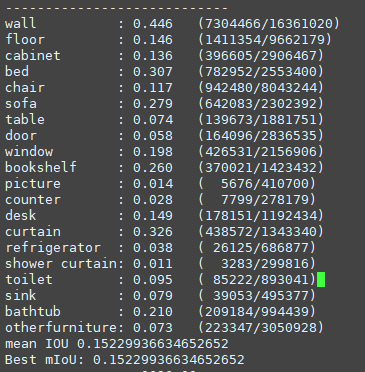 ----------------------------
wall          : 0.446   (7304466/16361020)
floor         : 0.146   (1411354/9662179)
cabinet       : 0.136   (396605/2906467)
bed           : 0.307   (782952/2553400)
chair         : 0.117   (942480/8043244)
sofa          : 0.279   (642083/2302392)
table         : 0.074   (139673/1881751)
door          : 0.058   (164096/2836535)
window        : 0.198   (426531/2156906)
bookshelf     : 0.260   (370021/1423432)
picture       : 0.014   (  5676/410700)
counter       : 0.028   (  7799/278179)
desk          : 0.149   (178151/1192434)
curtain       : 0.326   (438572/1343340)
refrigerator  : 0.038   ( 26125/686877)
shower curtain: 0.011   (  3283/299816)
toilet        : 0.095   ( 85222/893041)
sink          : 0.079   ( 39053/495377)
bathtub       : 0.210   (209184/994439)
otherfurniture: 0.073   (223347/3050928)
mean IOU 0.15229936634652652
Best mIoU: 0.15229936634652652